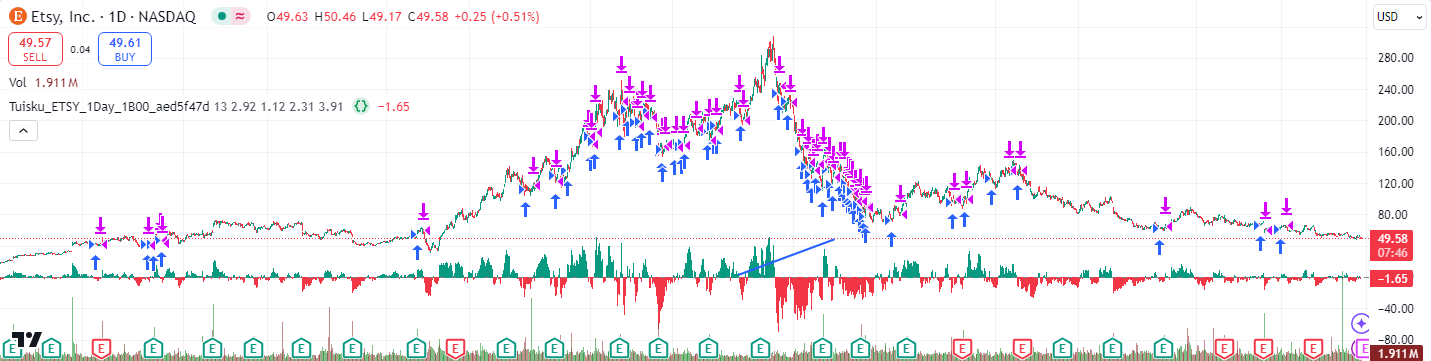 Etsy, Inc. · 1D · NASDAQ O49.63 H50.46 L49.17 C49.58 +0.25 (+0.51%)
USD
49.57 0.04 49.61
SELL BUY
Vol 1.911M
Tuisku_ETSY_1Day_1B00_aed5f47d 13 2.92 1.12 2.31 3.91 {} −1.65
280.00
240.00
200.00
160.00
120.00
80.00
49.58
07:46
−1.65
−40.00
−80.00
1.911M
E E E E E E E E E E E E E E E E E E E E E E E E E E E E